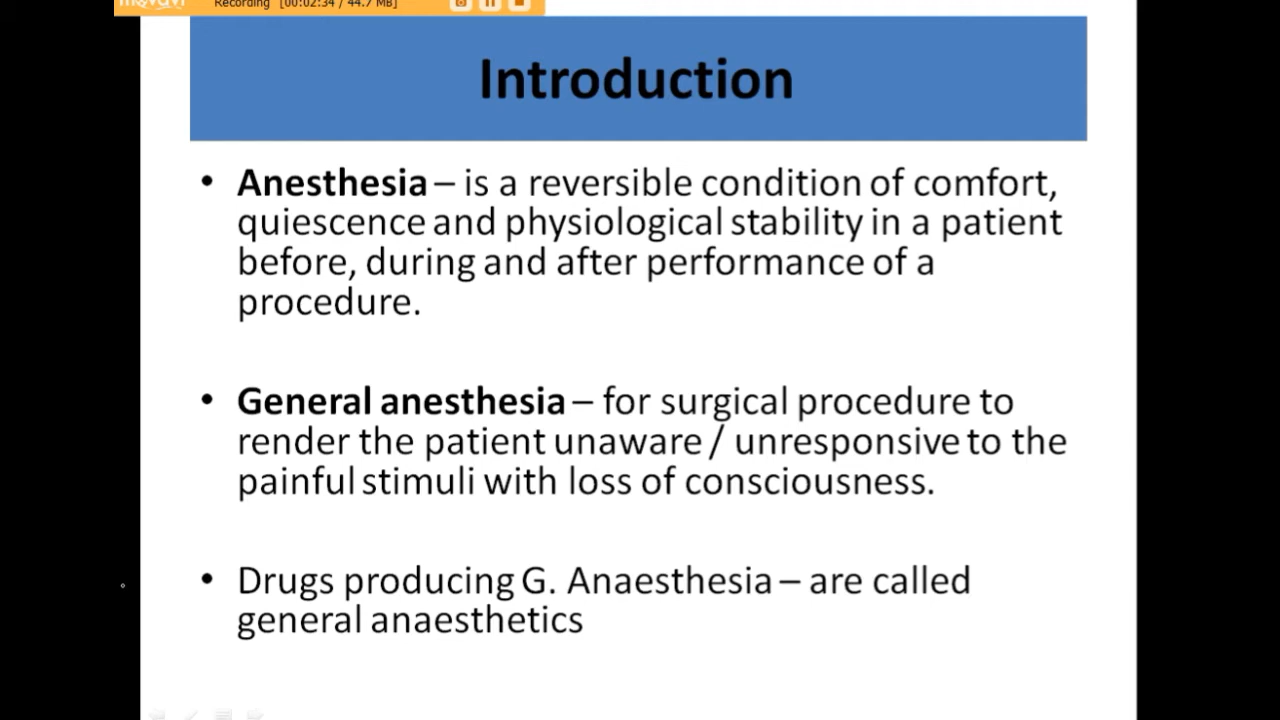 Recording [00:02:34 / 44.7 MB]
Introduction
• Anesthesia – is a reversible condition of comfort,
quiescence and physiological stability in a patient
before, during and after performance of a
procedure.
• General anesthesia – for surgical procedure to
render the patient unaware / unresponsive to the
painful stimuli with loss of consciousness.
• Drugs producing G. Anaesthesia – are called
general anaesthetics